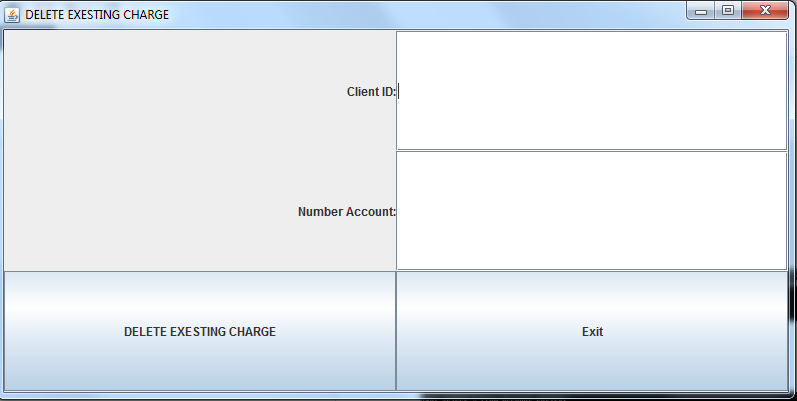 DELETE EXESTING CHARGE
Client ID:
Number Account:
DELETE EXESTING CHARGE
Exit